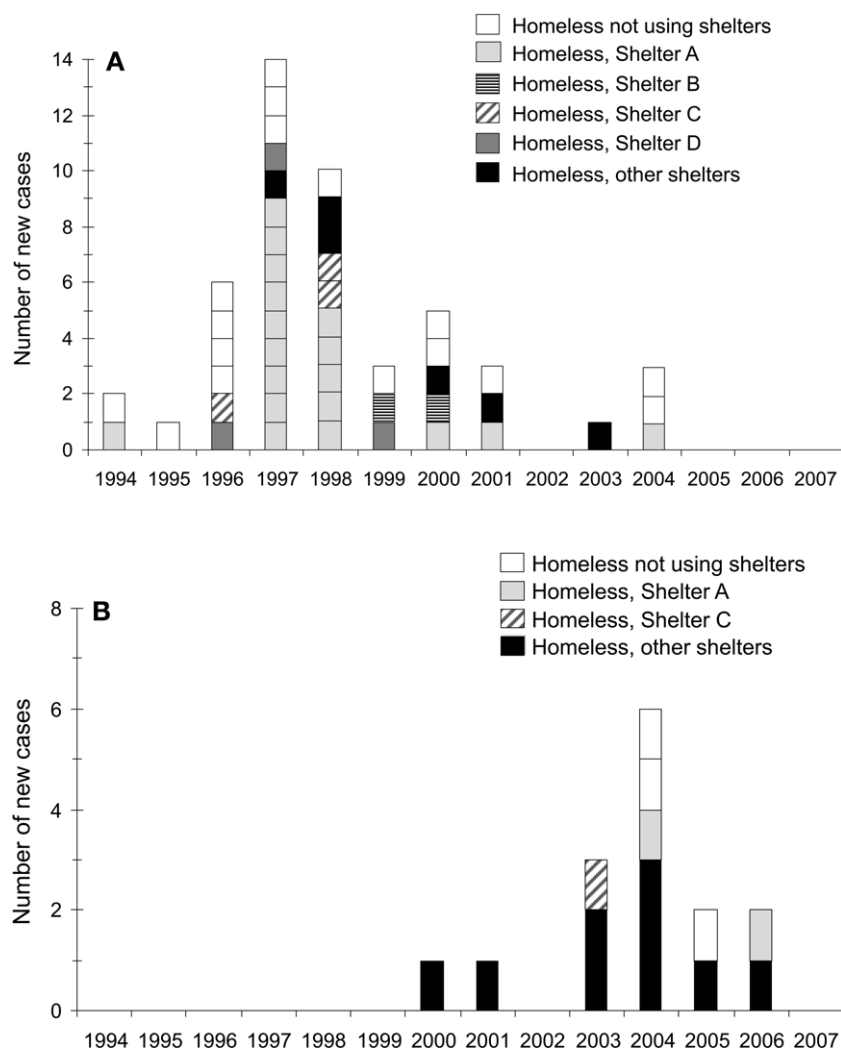 A
Homeless not using shelters
Homeless, Shelter A
Homeless, Shelter B
Homeless, Shelter C
Homeless, Shelter D
Homeless, other shelters
Number of new cases
14
12
10
8
6
4
2
0
1994 1995 1996 1997 1998 1999 2000 2001 2002 2003 2004 2005 2006 2007
B
Homeless not using shelters
Homeless, Shelter A
Homeless, Shelter C
Homeless, other shelters
Number of new cases
8
6
4
2
0
1994 1995 1996 1997 1998 1999 2000 2001 2002 2003 2004 2005 2006 2007